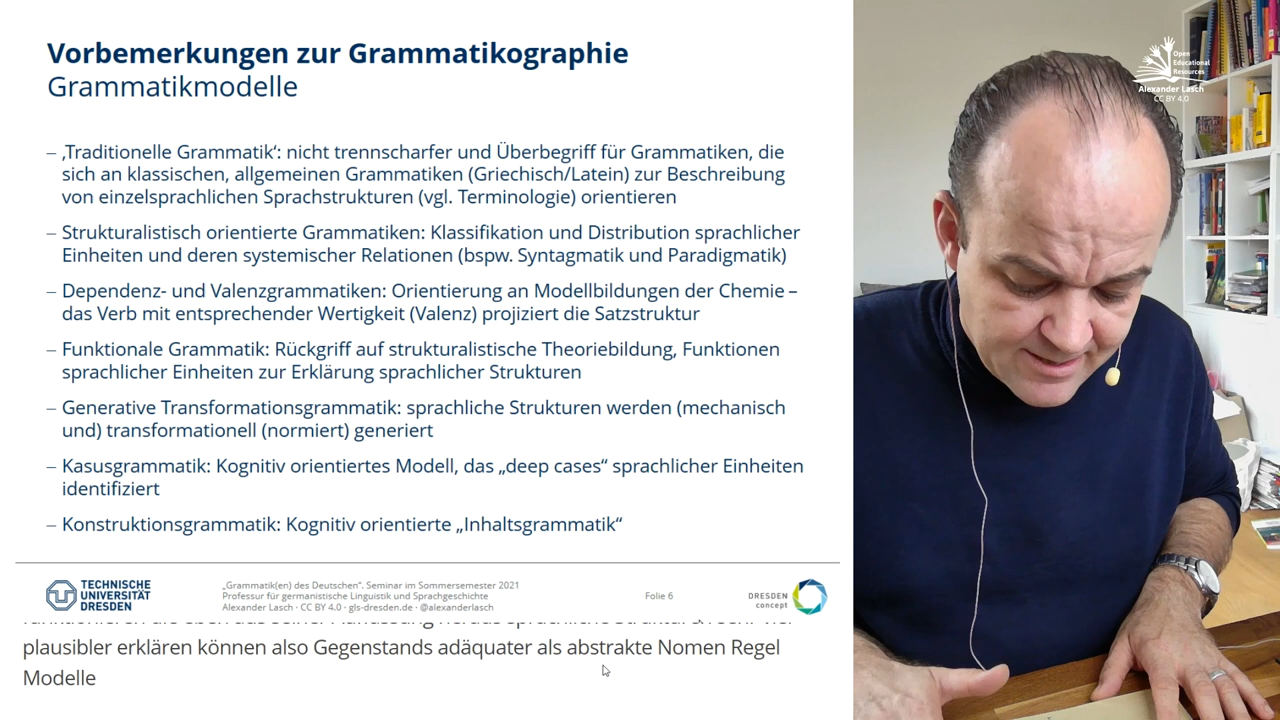 Vorbemerkungen zur Grammatikographie
Grammatikmodelle
– ‚Traditionelle Grammatik‘: nicht trennscharfer und Überbegriff für Grammatiken, die
sich an klassischen, allgemeinen Grammatiken (Griechisch/Latein) zur Beschreibung
von einzelsprachlichen Sprachstrukturen (vgl. Terminologie) orientieren
– Strukturalistisch orientierte Grammatiken: Klassifikation und Distribution sprachlicher
Einheiten und deren systemischer Relationen (bspw. Syntagmatik und Paradigmatik)
– Dependenz- und Valenzgrammatiken: Orientierung an Modellbildungen der Chemie –
das Verb mit entsprechender Wertigkeit (Valenz) projiziert die Satzstruktur
– Funktionale Grammatik: Rückgriff auf strukturalistische Theoriebildung, Funktionen
sprachlicher Einheiten zur Erklärung sprachlicher Strukturen
– Generative Transformationsgrammatik: sprachliche Strukturen werden (mechanisch
und) transformationell (normiert) generiert
– Kasusgrammatik: Kognitiv orientiertes Modell, das „deep cases“ sprachlicher Einheiten
identifiziert
– Konstruktionsgrammatik: Kognitiv orientierte „Inhaltsgrammatik“
TECHNISCHE
UNIVERSITÄT
DRESDEN
„Grammatik(en) des Deutschen“. Seminar im Sommersemester 2021
Professur für germanistische Linguistik und Sprachgeschichte
Alexander Lasch · CC BY 4.0 · gls-dresden.de · @alexanderlasch
Folie 6
DRESDEN
concept
plausibler erklären können also Gegenstands adäquater als abstrakte Nomen Regel
Modelle
Open
Educational
Resources
Alexander Lasch
CC BY 4.0